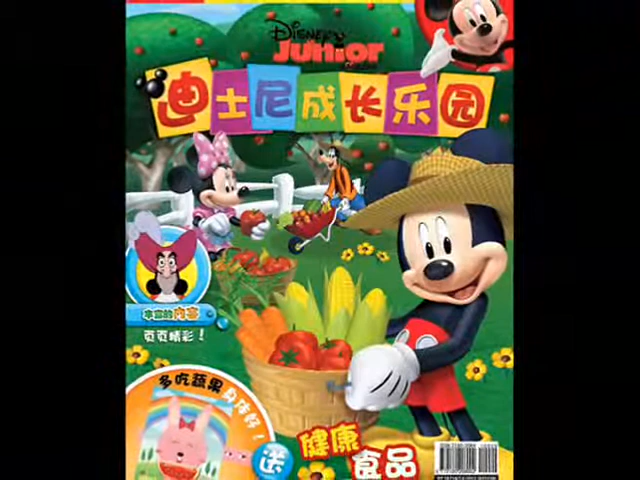 Disney
Junior
迪士尼成长乐园
丰富的内容
页页精彩！
多吃蔬果身体好！
送
健康
食品